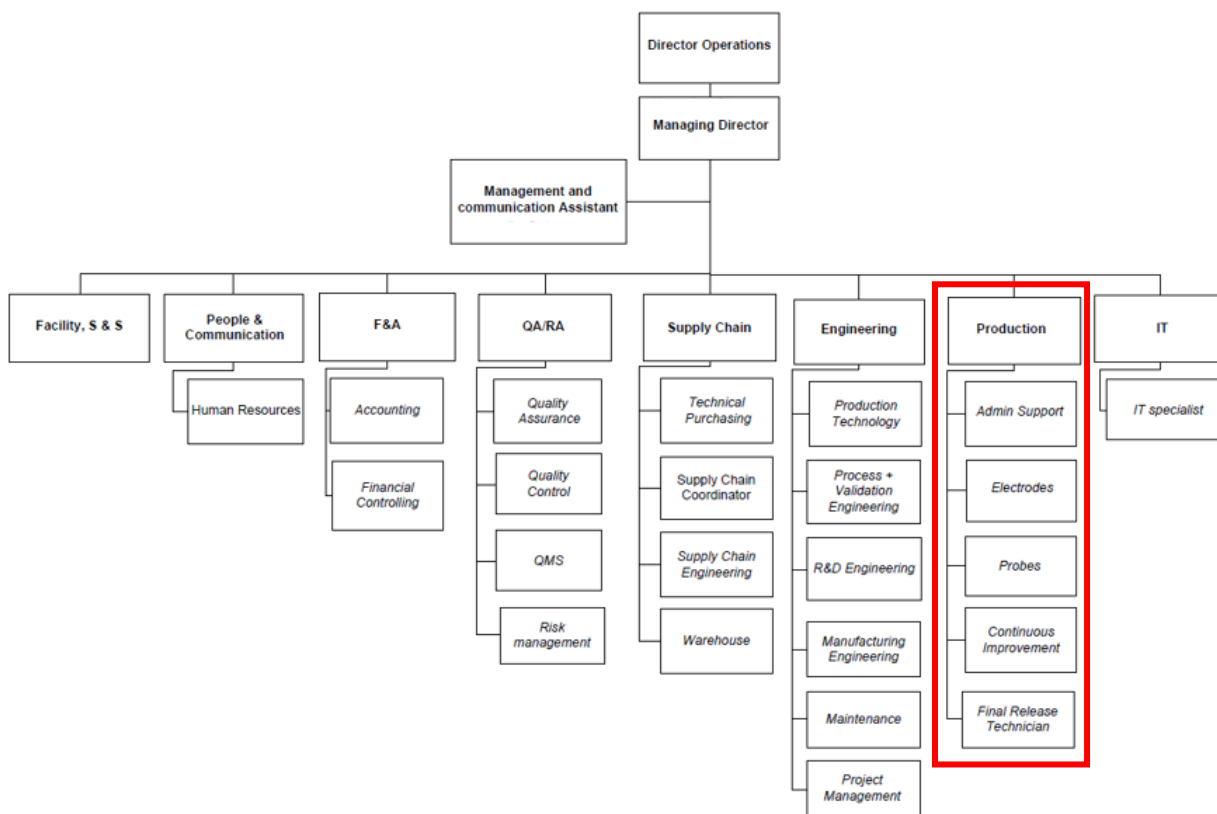 Director Operations
Managing Director
Management and
communication Assistant
Facility, S & S
People &
Communication
F&A
QA/RA
Supply Chain
Engineering
Production
IT
Human Resources
Accounting
Financial
Controlling
Quality
Assurance
Quality
Control
QMS
Risk
management
Technical
Purchasing
Supply Chain
Coordinator
Supply Chain
Engineering
Warehouse
Production
Technology
Process +
Validation
Engineering
R&D Engineering
Manufacturing
Engineering
Maintenance
Project
Management
Admin Support
Electrodes
Probes
Continuous
Improvement
Final Release
Technician
IT specialist